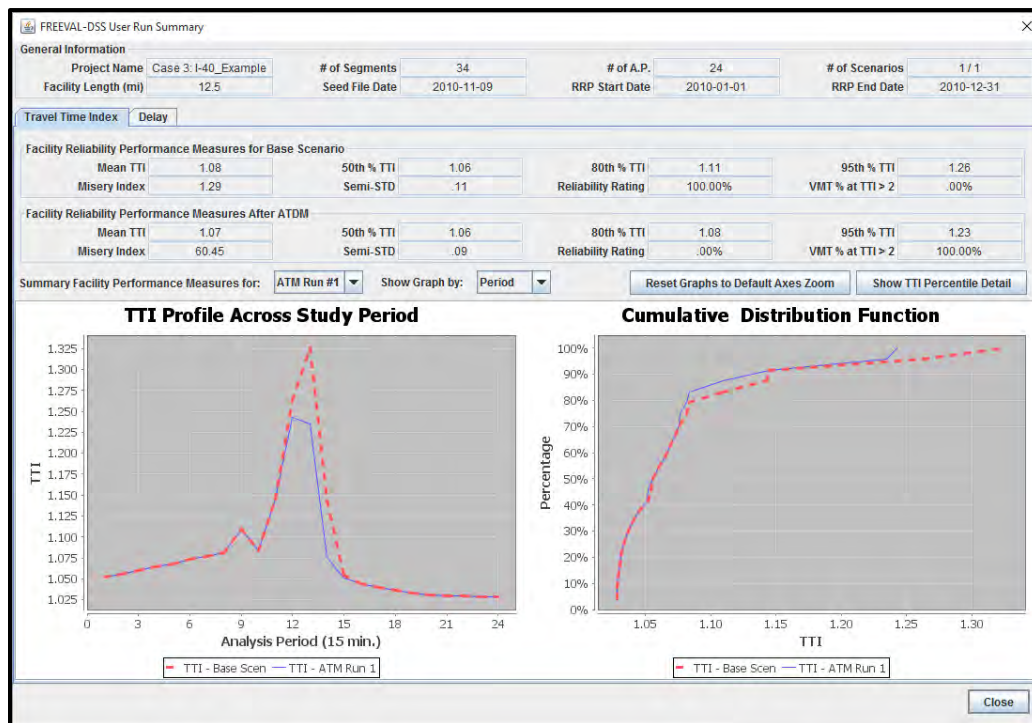 FREEVAL-DSS User Run Summary
General Information
Project Name Case 3: I-40_Example # of Segments 34 # of A.P. 24 # of Scenarios 1 / 1
Facility Length (mi) 12.5 Seed File Date 2010-11-09 RRP Start Date 2010-01-01 RRP End Date 2010-12-31
Travel Time Index Delay
Facility Reliability Performance Measures for Base Scenario
Mean TTI 1.08 50th % TTI 1.06 80th % TTI 1.11 95th % TTI 1.26
Misery Index 1.29 Semi-STD .11 Reliability Rating 100.00% VMT % at TTI > 2 .00%
Facility Reliability Performance Measures After ATDM
Mean TTI 1.07 50th % TTI 1.06 80th % TTI 1.08 95th % TTI 1.23
Misery Index 60.45 Semi-STD .09 Reliability Rating .00% VMT % at TTI > 2 100.00%
Summary Facility Performance Measures for: ATM Run #1 Show Graph by: Period Reset Graphs to Default Axes Zoom Show TTI Percentile Detail
TTI Profile Across Study Period
1.325
1.300
1.275
1.250
1.225
1.200
1.175
1.150
1.125
1.100
1.075
1.050
1.025
TTI
0 3 6 9 12 15 18 21 24
Analysis Period (15 min.)
TTI - Base Scen TTI - ATM Run 1
Cumulative Distribution Function
100%
90%
80%
70%
60%
50%
40%
30%
20%
10%
0%
Percentage
1.05 1.10 1.15 1.20 1.25 1.30
TTI
TTI - Base Scen TTI - ATM Run 1
Close